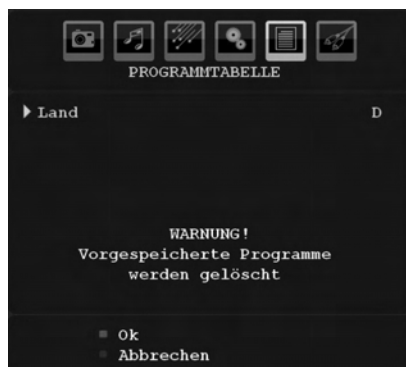 PROGRAMMTABELLE
Land D
WARNUNG!
Vorgespeicherte Programme
werden gelöscht
Ok
Abbrechen